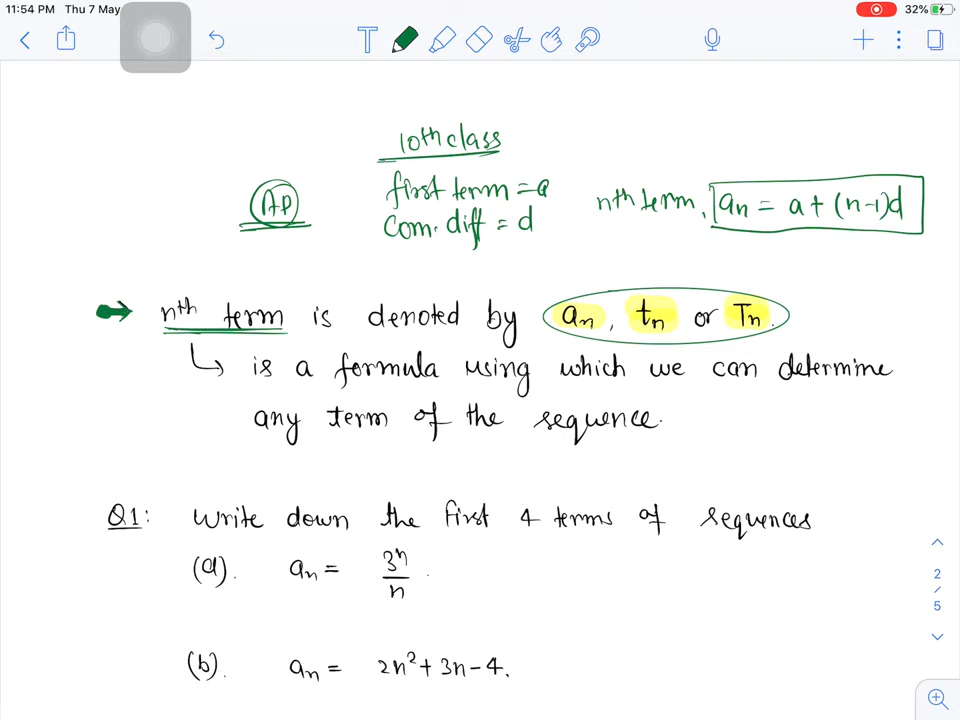 11:54 PM Thu 7 May 32%
10th class
AP
first term = a
com. diff = d
nth term, an = a + (n-1)d
nth term is denoted by an, tn or Tn.
is a formula using which we can determine
any term of the sequence.
Q1: Write down the first 4 terms of sequences
(a). an = 3^n/n
(b). an = 2n² + 3n - 4.
2
/
5